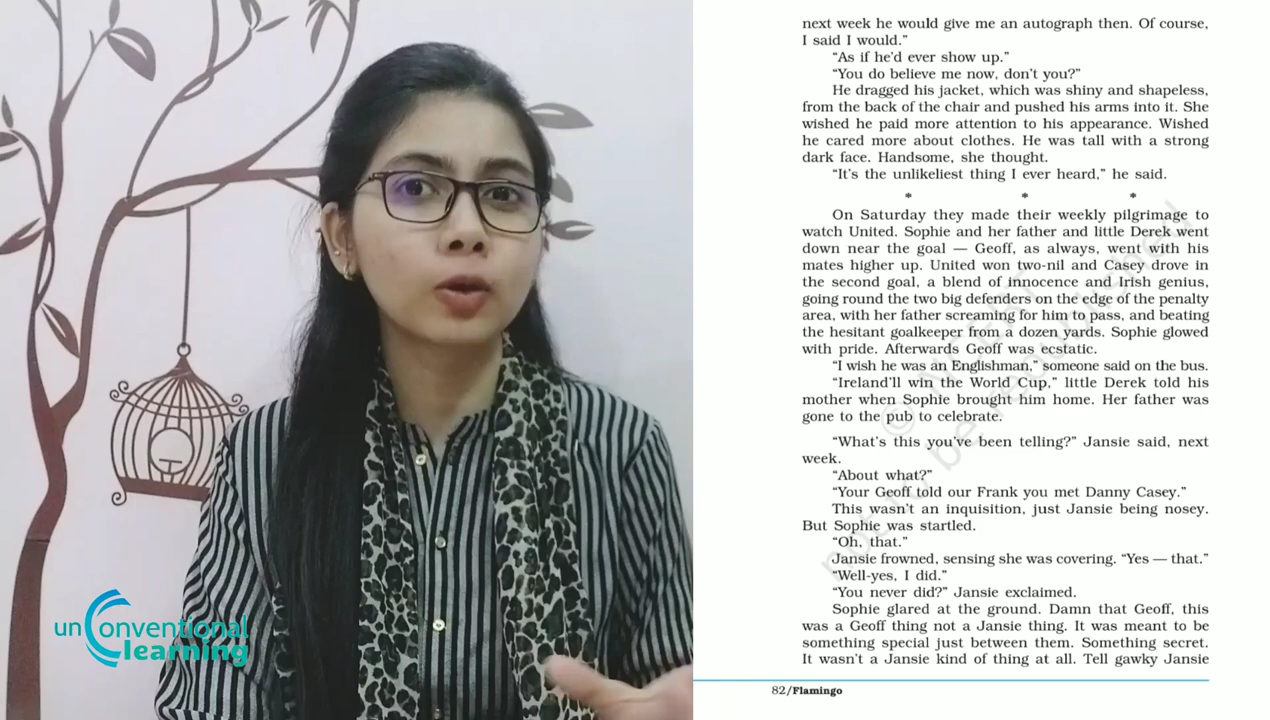 next week he would give me an autograph then. Of course,
I said I would.”
“As if he’d ever show up.”
“You do believe me now, don’t you?”
He dragged his jacket, which was shiny and shapeless,
from the back of the chair and pushed his arms into it. She
wished he paid more attention to his appearance. Wished
he cared more about clothes. He was tall with a strong
dark face. Handsome, she thought.
“It’s the unlikeliest thing I ever heard,” he said.
* * *
On Saturday they made their weekly pilgrimage to
watch United. Sophie and her father and little Derek went
down near the goal — Geoff, as always, went with his
mates higher up. United won two-nil and Casey drove in
the second goal, a blend of innocence and Irish genius,
going round the two big defenders on the edge of the penalty
area, with her father screaming for him to pass, and beating
the hesitant goalkeeper from a dozen yards. Sophie glowed
with pride. Afterwards Geoff was ecstatic.
“I wish he was an Englishman,” someone said on the bus.
“Ireland’ll win the World Cup,” little Derek told his
mother when Sophie brought him home. Her father was
gone to the pub to celebrate.
“What’s this you’ve been telling?” Jansie said, next
week.
“About what?”
“Your Geoff told our Frank you met Danny Casey.”
This wasn’t an inquisition, just Jansie being nosey.
But Sophie was startled.
“Oh, that.”
Jansie frowned, sensing she was covering. “Yes — that.”
“Well-yes, I did.”
“You never did?” Jansie exclaimed.
Sophie glared at the ground. Damn that Geoff, this
was a Geoff thing not a Jansie thing. It was meant to be
something special just between them. Something secret.
It wasn’t a Jansie kind of thing at all. Tell gawky Jansie
82/Flamingo
unConventional
learning